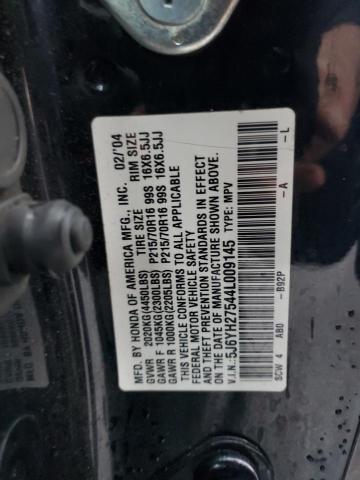 MFD. BY HONDA OF AMERICA MFG., INC. 02/'04
TIRE SIZE RIM SIZE
GVWR 2020KG(4450LBS)
GAWR F 1045KG(2300LBS) P215/70R16 99S 16X6.5JJ
GAWR R 1000KG(2205LBS) P215/70R16 99S 16X6.5JJ
THIS VEHICLE CONFORMS TO ALL APPLICABLE
FEDERAL MOTOR VEHICLE SAFETY STANDARDS IN EFFECT
AND THEFT PREVENTION STANDARDS
ON THE DATE OF MANUFACTURE SHOWN ABOVE.
V.I.N.: 5J6YH27544L009145 TYPE: MPV
-B92P -A -L
SCW 4 AB0